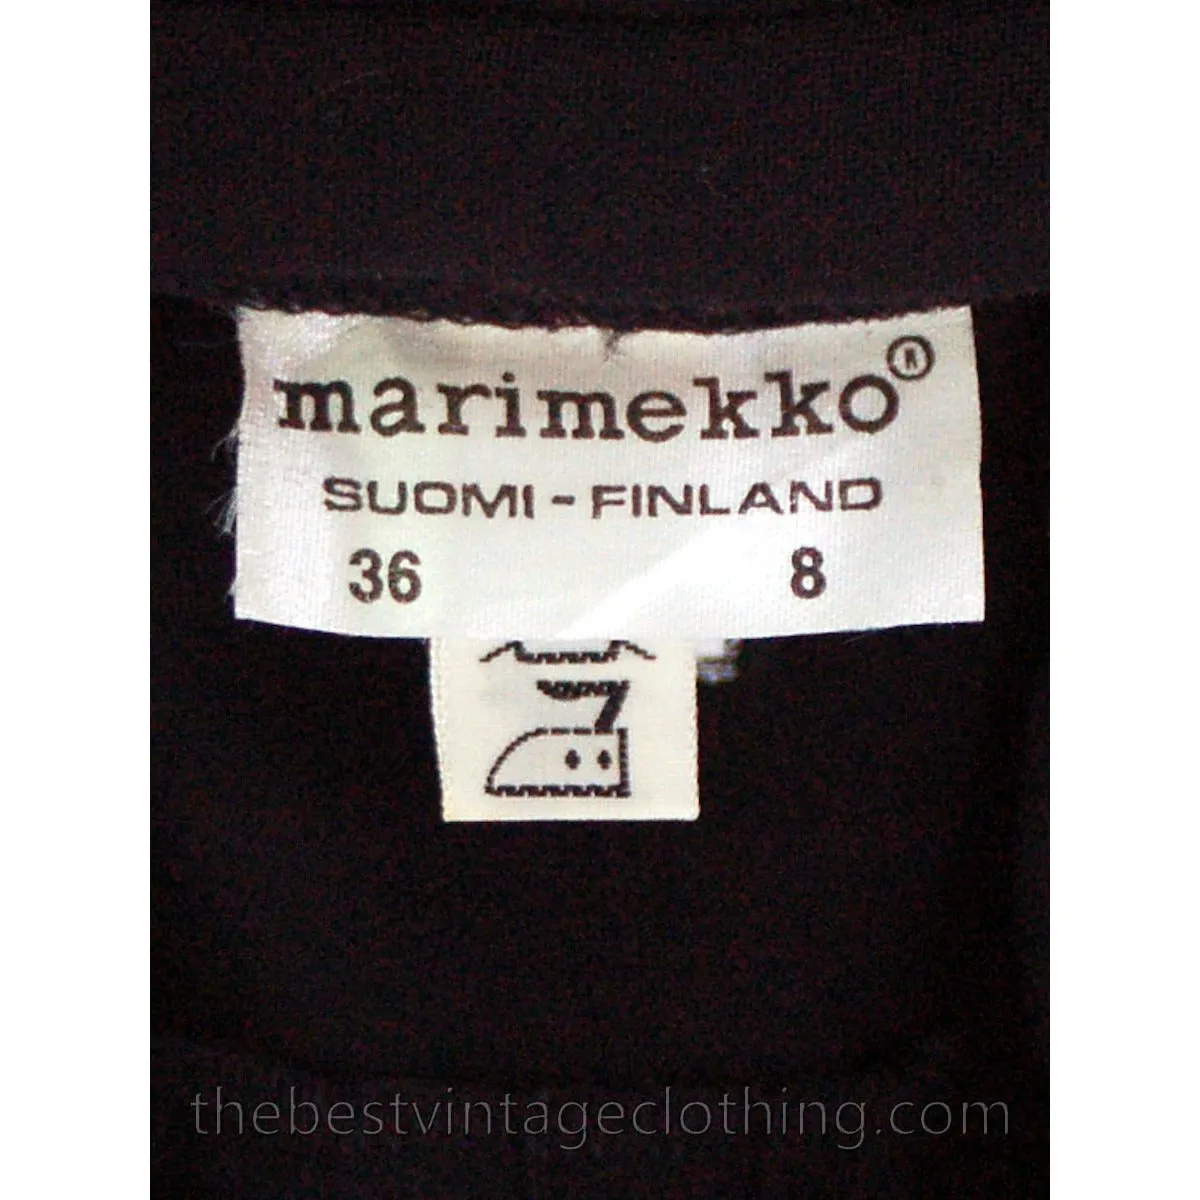 marimekko®
SUOMI - FINLAND
36 8
thebestvintageclothing.com